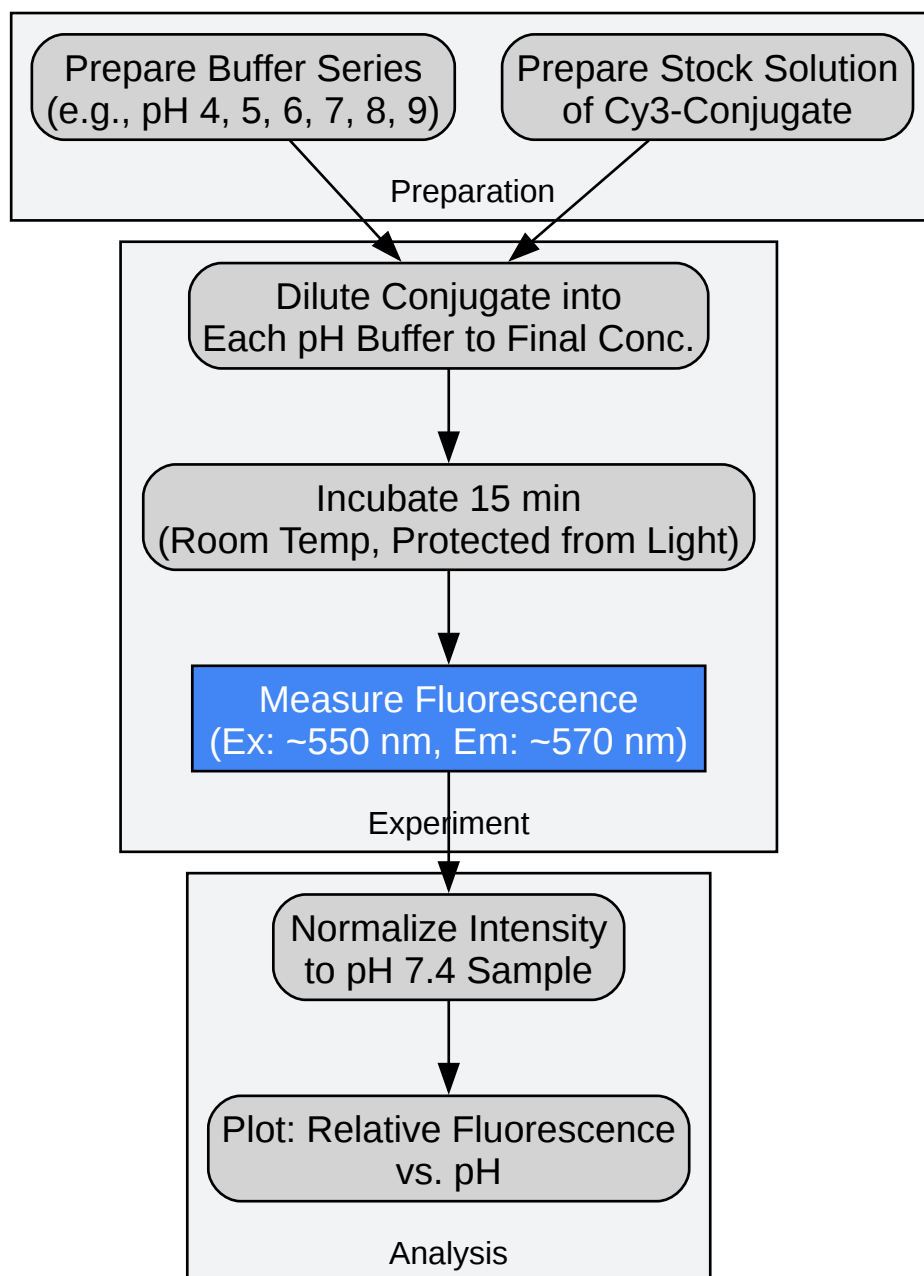 Prepare Buffer Series
(e.g., pH 4, 5, 6, 7, 8, 9)
Prepare Stock Solution
of Cy3-Conjugate
Preparation
Dilute Conjugate into
Each pH Buffer to Final Conc.
Incubate 15 min
(Room Temp, Protected from Light)
Measure Fluorescence
(Ex: ~550 nm, Em: ~570 nm)
Experiment
Normalize Intensity
to pH 7.4 Sample
Plot: Relative Fluorescence
vs. pH
Analysis